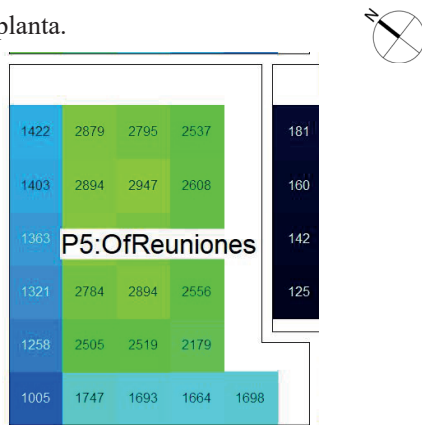 planta.
N
1422 2879 2795 2537 181
1403 2894 2947 2608 160
1363 P5:OfReuniones 142
1321 2784 2894 2556 125
1258 2505 2519 2179
1005 1747 1693 1664 1698